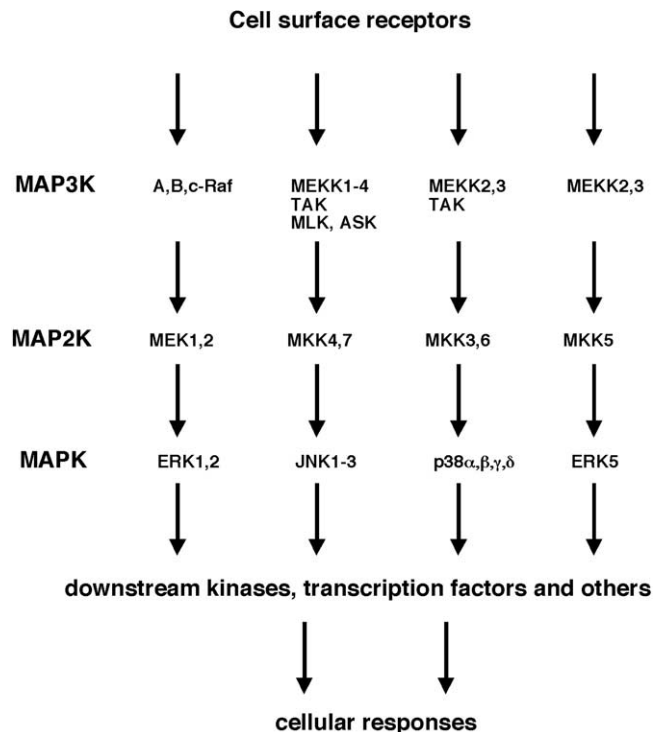 Cell surface receptors
MAP3K A,B,c-Raf MEKK1-4 MEKK2,3 MEKK2,3
TAK TAK
MLK, ASK
MAP2K MEK1,2 MKK4,7 MKK3,6 MKK5
MAPK ERK1,2 JNK1-3 p38α,β,γ,δ ERK5
downstream kinases, transcription factors and others
cellular responses